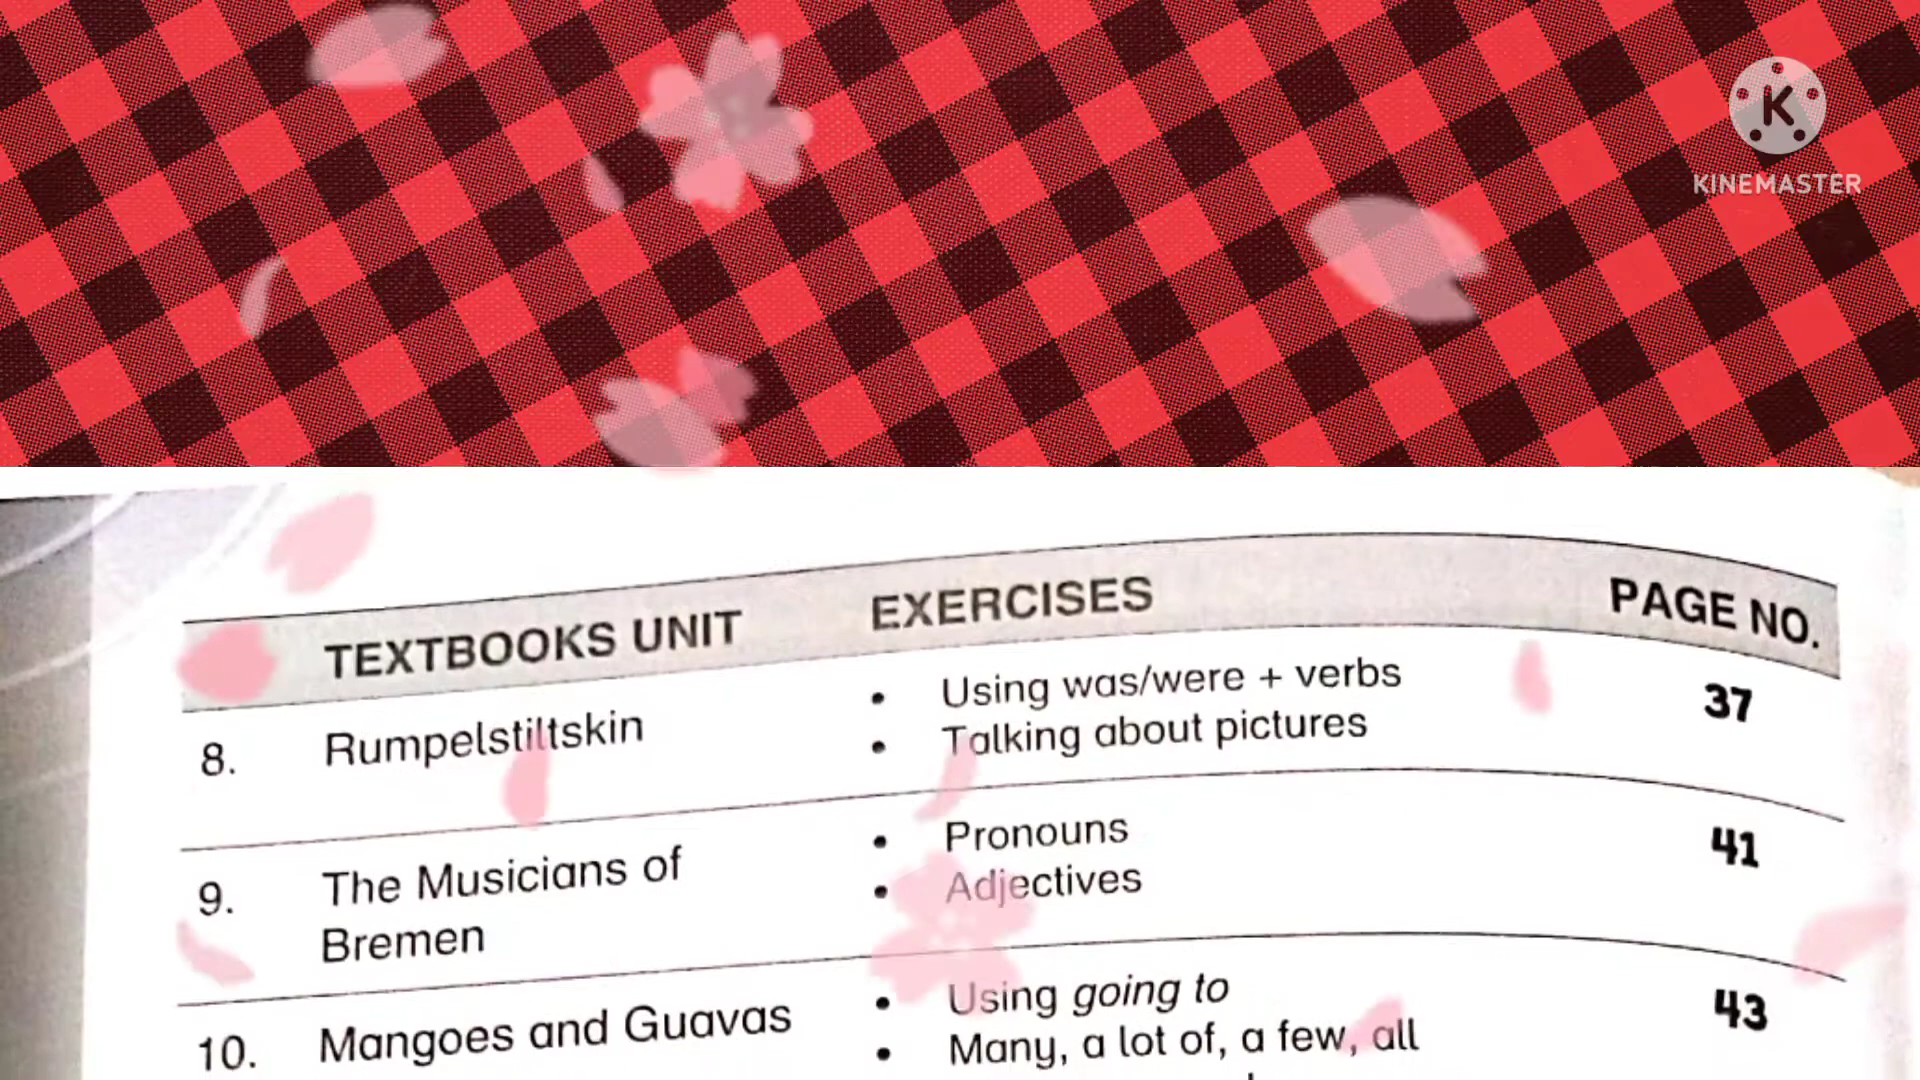 K
KINEMASTER
TEXTBOOKS UNIT EXERCISES PAGE NO.
8. Rumpelstiltskin • Using was/were + verbs 37
• Talking about pictures
9. The Musicians of • Pronouns 41
Bremen • Adjectives
10. Mangoes and Guavas • Using going to 43
• Many, a lot of, a few, all